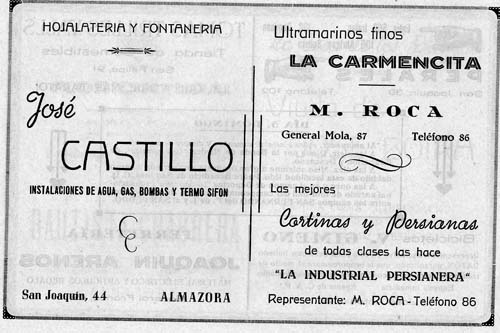 HOJALATERIA Y FONTANERIA
José
CASTILLO
INSTALACIONES DE AGUA, GAS, BOMBAS Y TERMO SIFON
San Joaquín, 44 ALMAZORA
Ultramarinos finos
LA CARMENCITA
M. ROCA
General Mola, 87 Teléfono 86
Las mejores
Cortinas y Persianas
de todas clases las hace
"LA INDUSTRIAL PERSIANERA"
Representante: M. ROCA - Teléfono 86